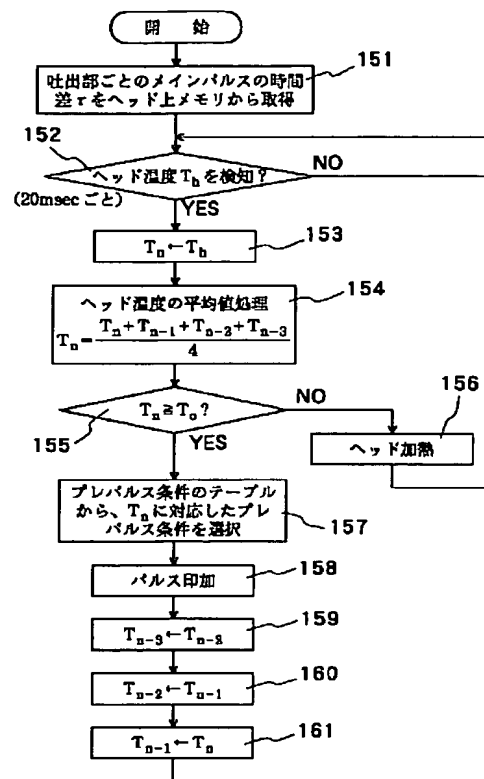 開 始
151
吐出部ごとのメインパルスの時間
差τをヘッド上メモリから取得
152
ヘッド温度Thを検知?
NO
(20msecごと)
YES
153
Tn←Th
154
ヘッド温度の平均値処理
Tn=(Tn+Tn-1+Tn-2+Tn-3)/4
Tn≧To?
NO
155
YES
156
ヘッド加熱
プレパルス条件のテーブル
から、Tnに対応したプレ
パルス条件を選択
157
パルス印加
158
Tn-3←Tn-2
159
Tn-2←Tn-1
160
Tn-1←Tn
161